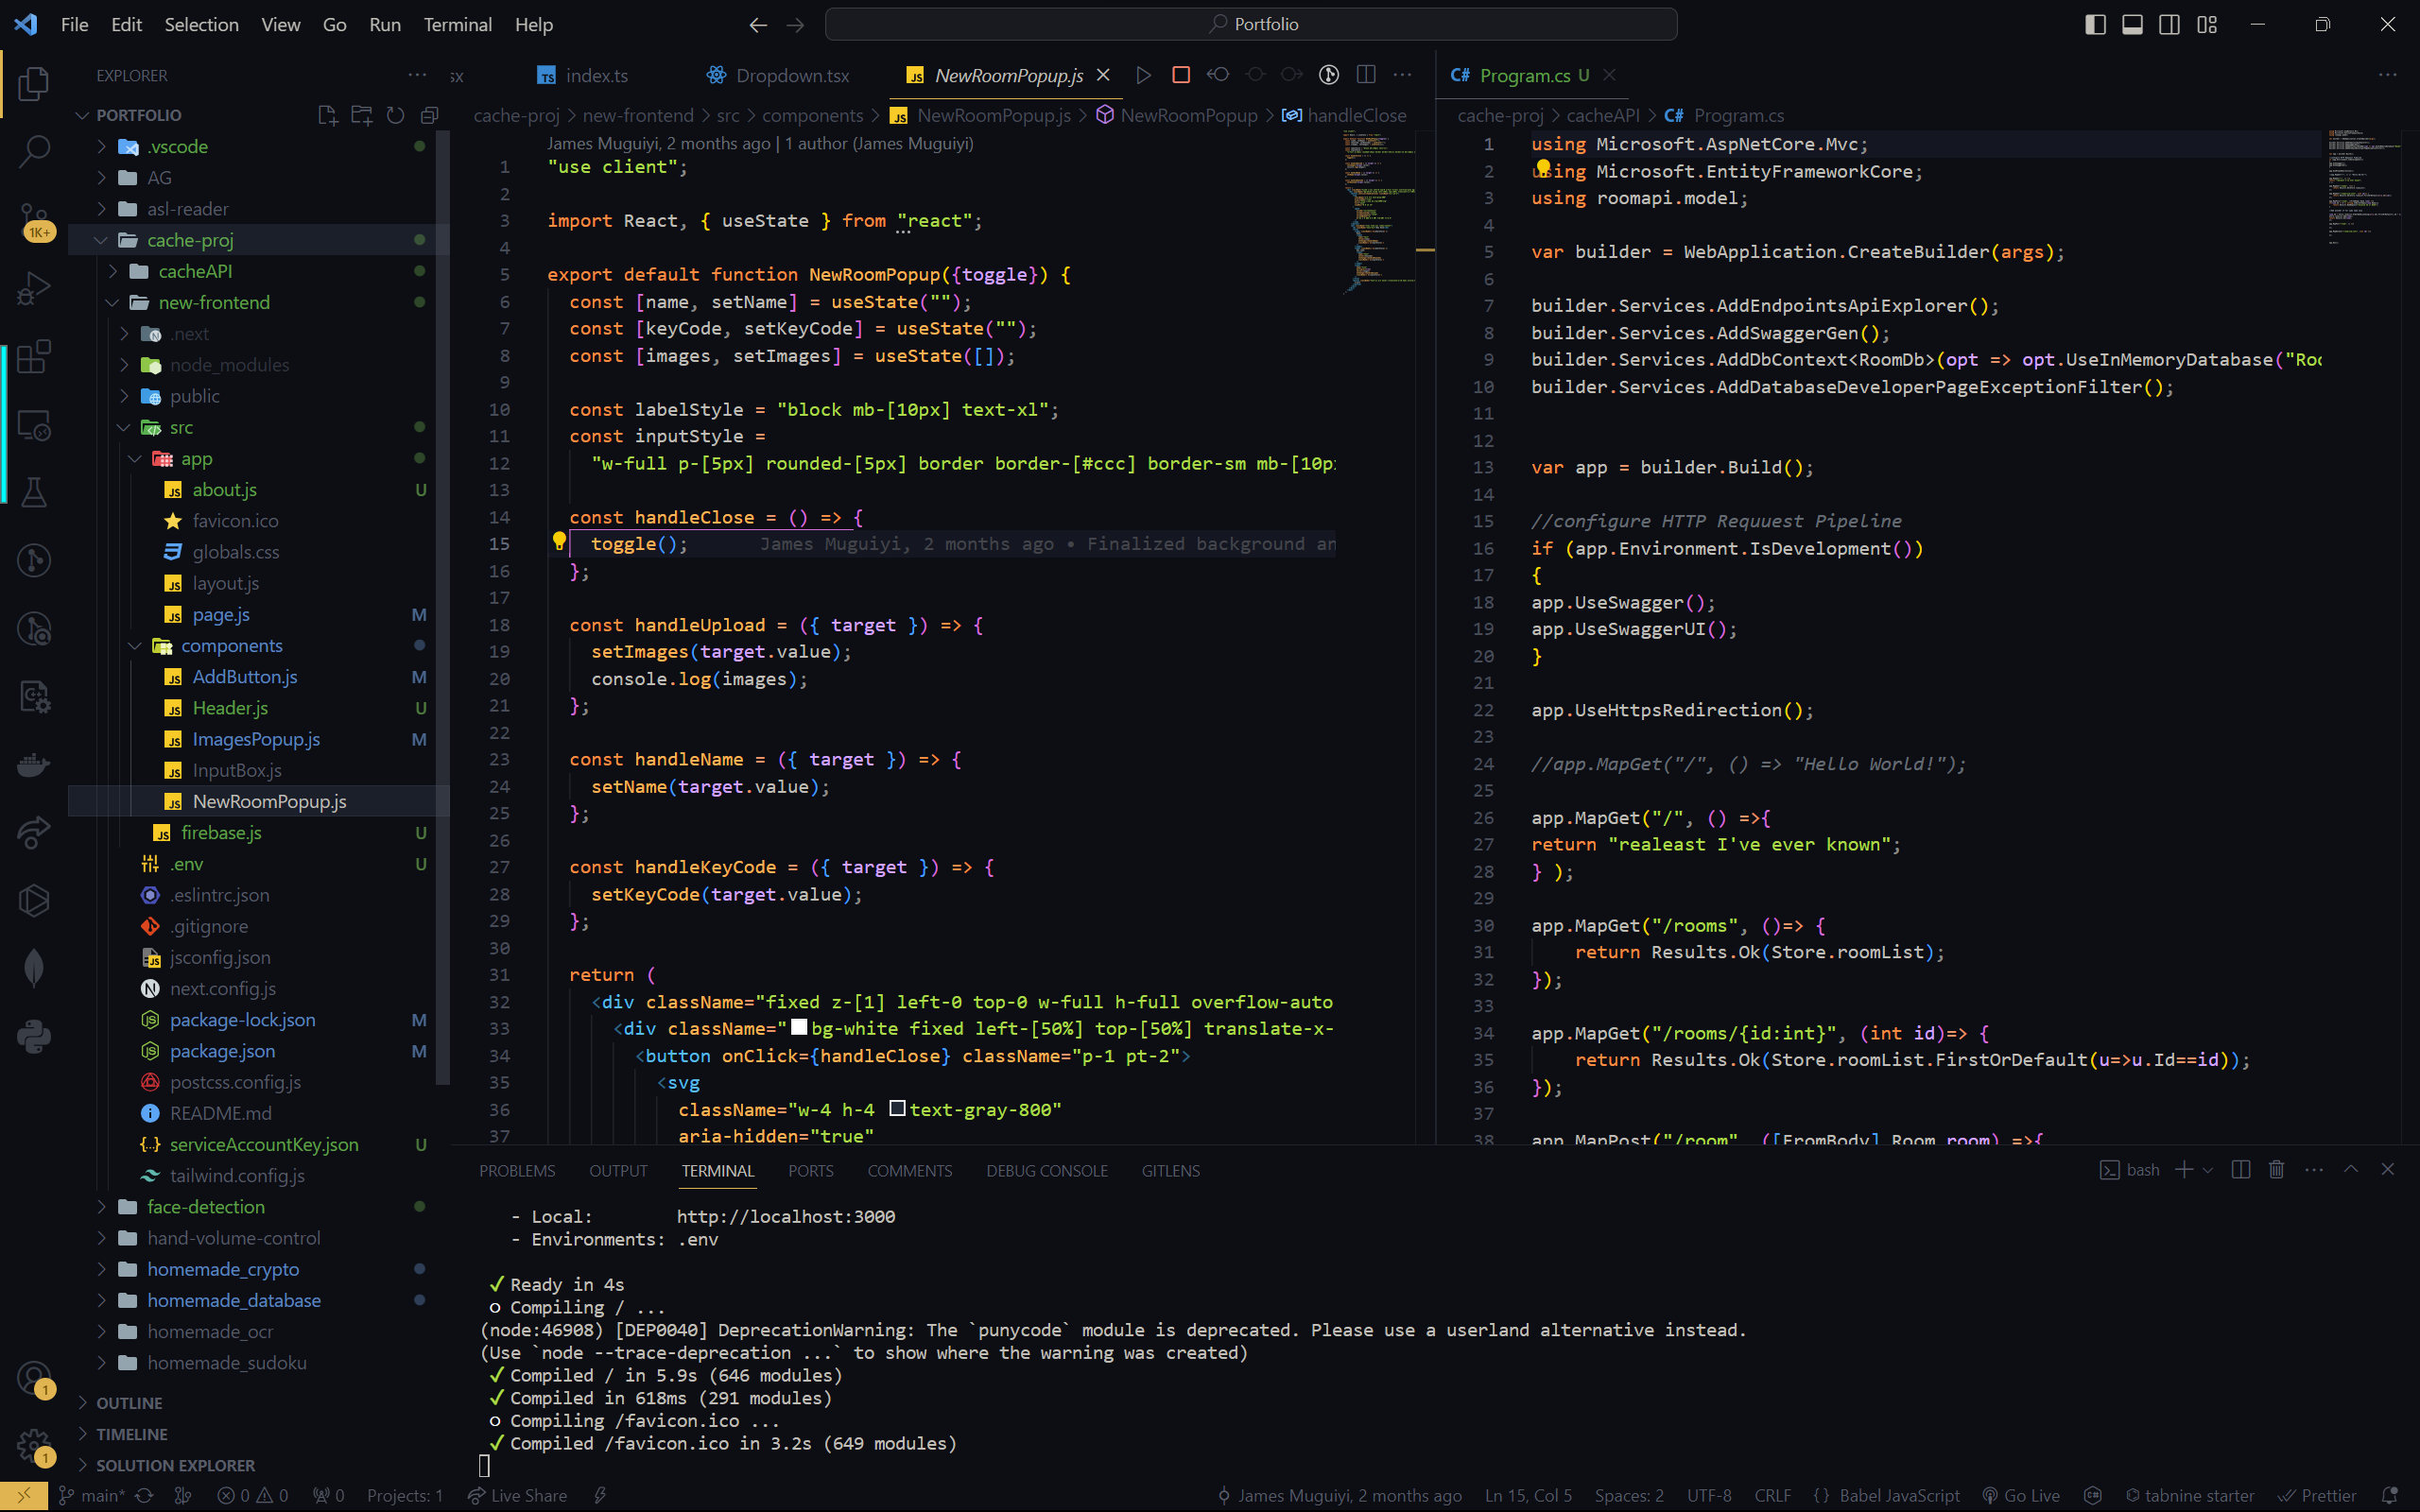 File Edit Selection View Go Run Terminal Help
Portfolio
EXPLORER
PORTFOLIO
.vscode
AG
asl-reader
cache-proj
cacheAPI
new-frontend
.next
node_modules
public
src
app
about.js U
favicon.ico
globals.css
layout.js
page.js M
components
AddButton.js M
Header.js U
ImagesPopup.js M
InputBox.js
NewRoomPopup.js
firebase.js U
.env U
.eslintrc.json
.gitignore
jsconfig.json
next.config.js
package-lock.json M
package.json M
postcss.config.js
README.md
serviceAccountKey.json U
tailwind.config.js
face-detection
hand-volume-control
homemade_crypto
homemade_database
homemade_ocr
homemade_sudoku
OUTLINE
TIMELINE
SOLUTION EXPLORER
1K+
1
1
sx index.ts Dropdown.tsx NewRoomPopup.js
cache-proj > new-frontend > src > components > NewRoomPopup.js > NewRoomPopup > handleClose
James Muguiyi, 2 months ago | 1 author (James Muguiyi)
1 "use client";
2
3 import React, { useState } from "react";
4
5 export default function NewRoomPopup({toggle}) {
6 const [name, setName] = useState("");
7 const [keyCode, setKeyCode] = useState("");
8 const [images, setImages] = useState([]);
9
10 const labelStyle = "block mb-[10px] text-xl";
11 const inputStyle =
12 "w-full p-[5px] rounded-[5px] border border-[#ccc] border-sm mb-[10p
13
14 const handleClose = () => {
15 toggle(); James Muguiyi, 2 months ago • Finalized background an
16 };
17
18 const handleUpload = ({ target }) => {
19 setImages(target.value);
20 console.log(images);
21 };
22
23 const handleName = ({ target }) => {
24 setName(target.value);
25 };
26
27 const handleKeyCode = ({ target }) => {
28 setKeyCode(target.value);
29 };
30
31 return (
32 <div className="fixed z-[1] left-0 top-0 w-full h-full overflow-auto
33 <div className="bg-white fixed left-[50%] top-[50%] translate-x-
34 <button onClick={handleClose} className="p-1 pt-2">
35 <svg
36 className="w-4 h-4 text-gray-800"
37 aria-hidden="true"
Program.cs U
cache-proj > cacheAPI > Program.cs
1 using Microsoft.AspNetCore.Mvc;
2 using Microsoft.EntityFrameworkCore;
3 using roomapi.model;
4
5 var builder = WebApplication.CreateBuilder(args);
6
7 builder.Services.AddEndpointsApiExplorer();
8 builder.Services.AddSwaggerGen();
9 builder.Services.AddDbContext<RoomDb>(opt => opt.UseInMemoryDatabase("Roo
10 builder.Services.AddDatabaseDeveloperPageExceptionFilter();
11
12
13 var app = builder.Build();
14
15 //configure HTTP Requuest Pipeline
16 if (app.Environment.IsDevelopment())
17 {
18 app.UseSwagger();
19 app.UseSwaggerUI();
20 }
21
22 app.UseHttpsRedirection();
23
24 //app.MapGet("/", () => "Hello World!");
25
26 app.MapGet("/", () =>{
27 return "realeast I've ever known";
28 } );
29
30 app.MapGet("/rooms", ()=> {
31 return Results.Ok(Store.roomList);
32 });
33
34 app.MapGet("/rooms/{id:int}", (int id)=> {
35 return Results.Ok(Store.roomList.FirstOrDefault(u=>u.Id==id));
36 });
37
38 app.MapPost("/room", ([FromBody] Room room) =>{
PROBLEMS OUTPUT TERMINAL PORTS COMMENTS DEBUG CONSOLE GITLENS
bash
- Local: http://localhost:3000
- Environments: .env
✓ Ready in 4s
○ Compiling / ...
(node:46908) [DEP0040] DeprecationWarning: The `punycode` module is deprecated. Please use a userland alternative instead.
(Use `node --trace-deprecation ...` to show where the warning was created)
✓ Compiled / in 5.9s (646 modules)
✓ Compiled in 618ms (291 modules)
○ Compiling /favicon.ico ...
✓ Compiled /favicon.ico in 3.2s (649 modules)
main* 0 0 0 Projects: 1 Live Share James Muguiyi, 2 months ago Ln 15, Col 5 Spaces: 2 UTF-8 CRLF {} Babel JavaScript Go Live tabnine starter Prettier